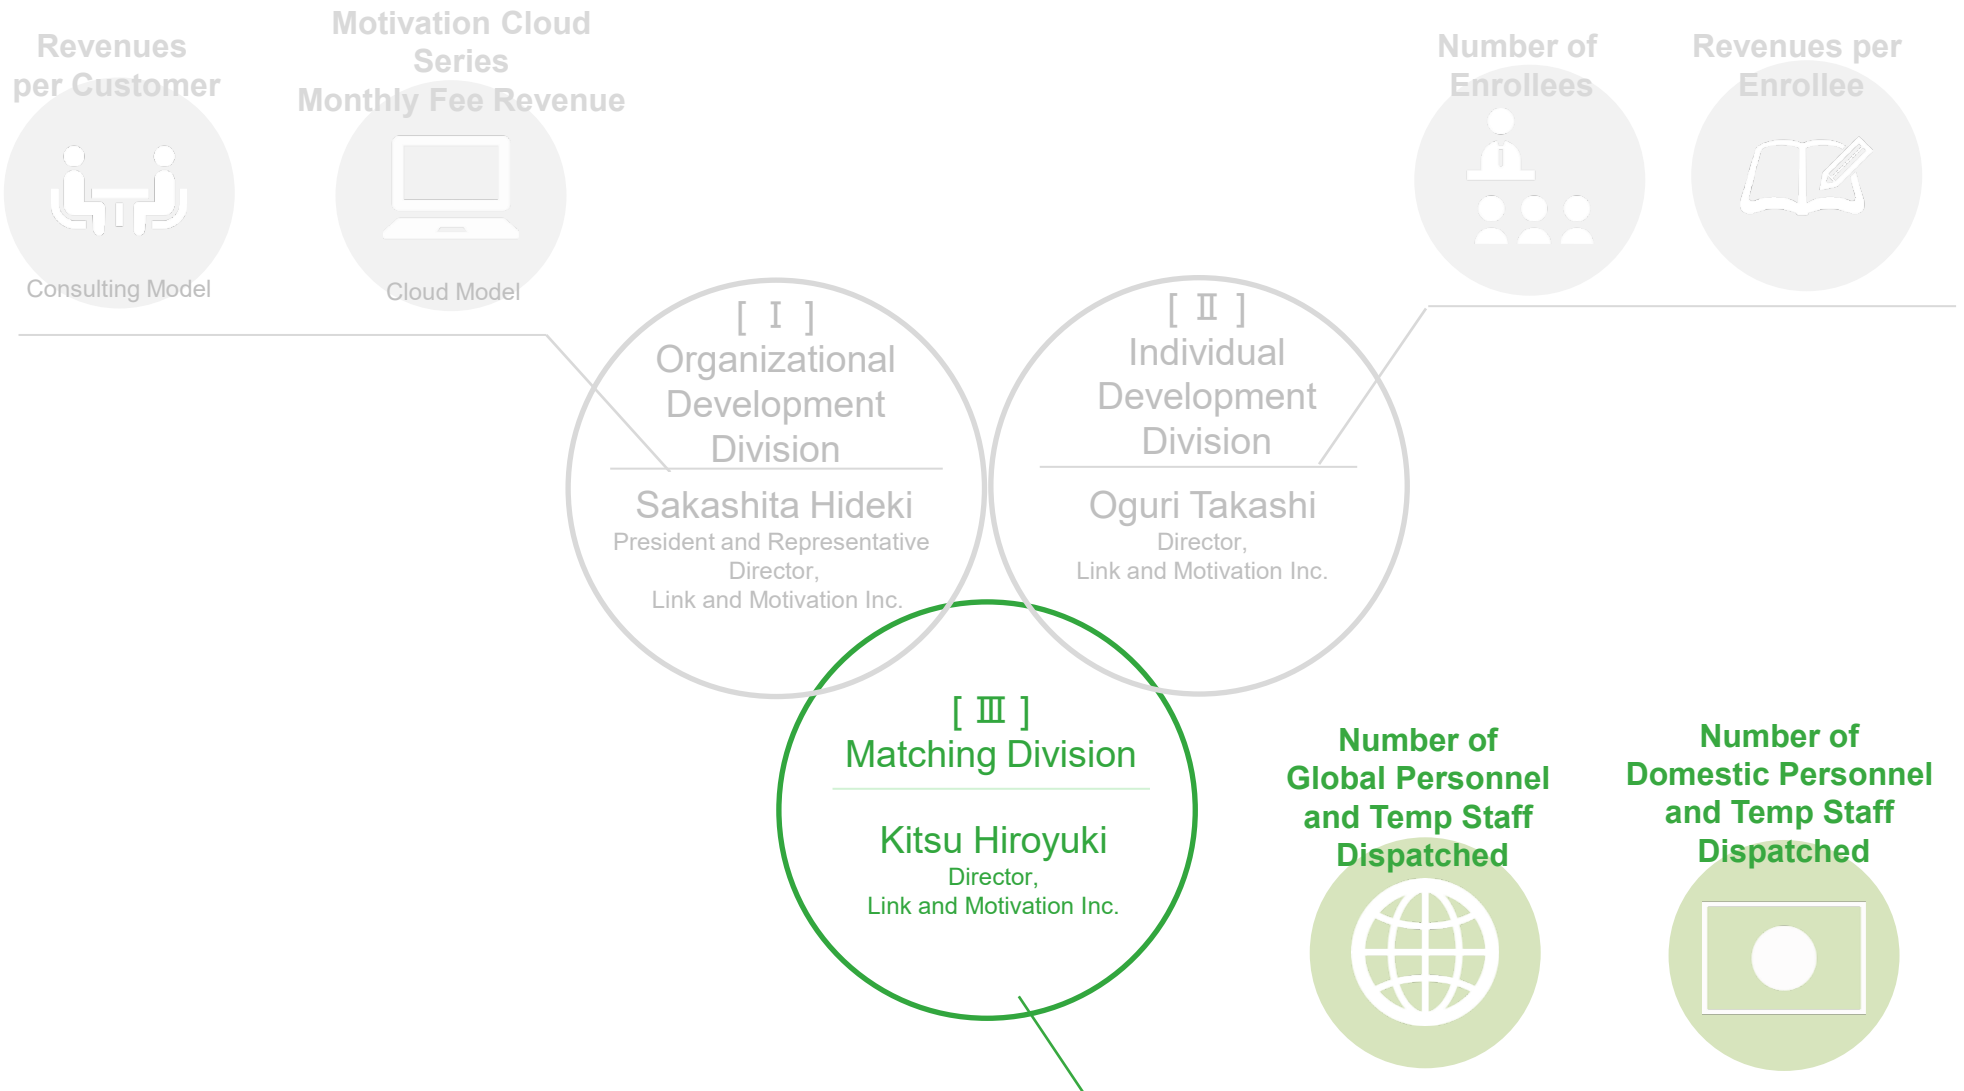 Revenues
per Customer
Consulting Model
Motivation Cloud
Series
Monthly Fee Revenue
Cloud Model
Number of
Enrollees
Revenues per
Enrollee
[ Ⅰ ]
Organizational
Development
Division
Sakashita Hideki
President and Representative
Director,
Link and Motivation Inc.
[ Ⅱ ]
Individual
Development
Division
Oguri Takashi
Director,
Link and Motivation Inc.
[ Ⅲ ]
Matching Division
Kitsu Hiroyuki
Director,
Link and Motivation Inc.
Number of
Global Personnel
and Temp Staff
Dispatched
Number of
Domestic Personnel
and Temp Staff
Dispatched